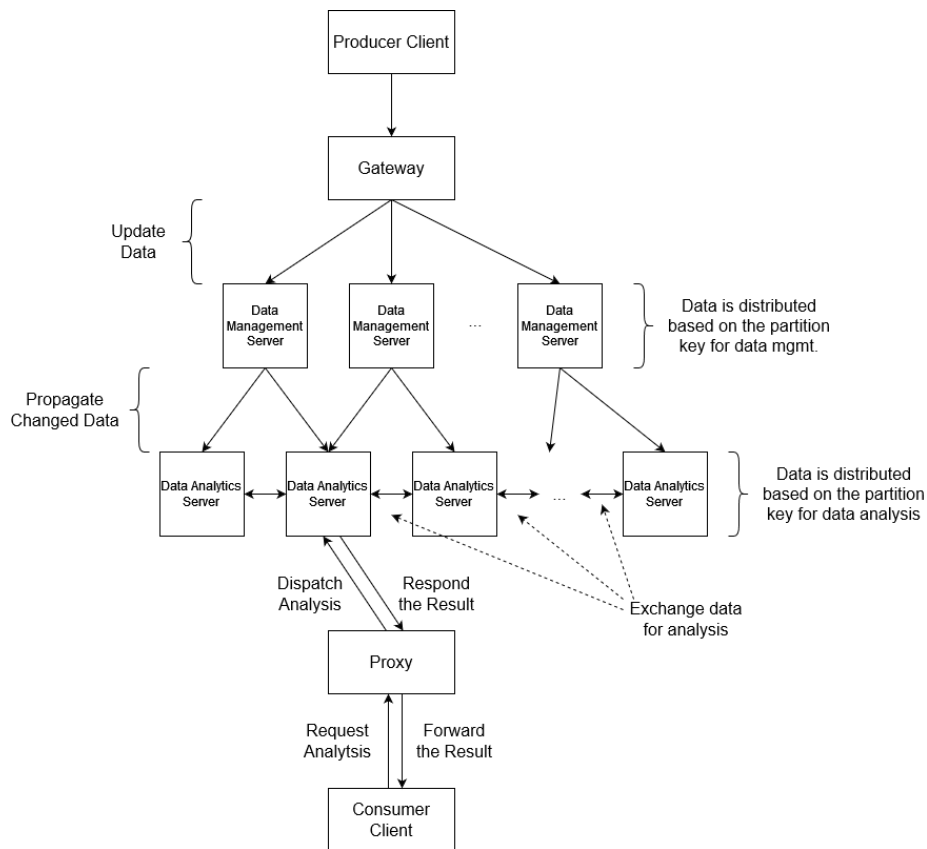 Producer Client
Gateway
Update
Data
Data
Management
Server
Data
Management
Server
...
Data
Management
Server
Data is distributed
based on the partition
key for data mgmt.
Propagate
Changed Data
Data Analytics
Server
Data Analytics
Server
Data Analytics
Server
...
Data Analytics
Server
Data is distributed
based on the partition
key for data analysis
Dispatch
Analysis
Respond
the Result
Exchange data
for analysis
Proxy
Request
Analytsis
Forward
the Result
Consumer
Client